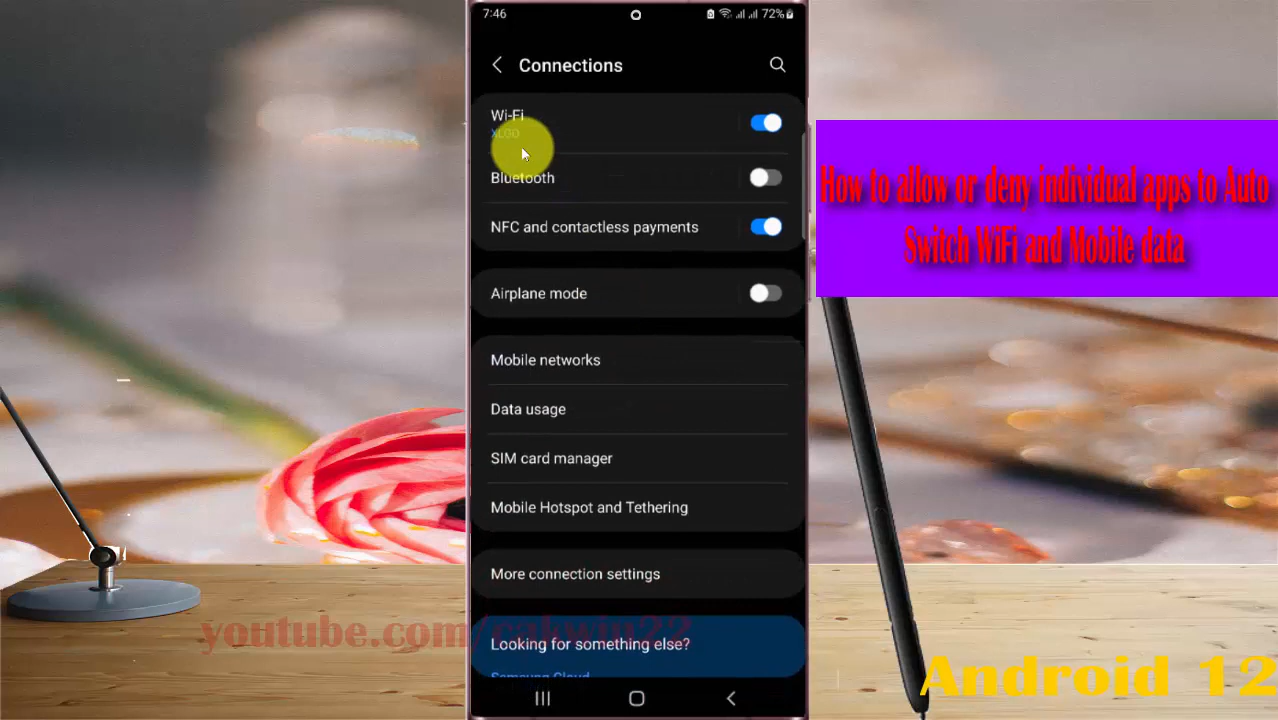 7:46
72%
Connections
Wi-Fi
Bluetooth
NFC and contactless payments
Airplane mode
Mobile networks
Data usage
SIM card manager
Mobile Hotspot and Tethering
More connection settings
Looking for something else?
Samsung Cloud
How to allow or deny individual apps to Auto
Switch WiFi and Mobile data
youtube.com/cakwin22
Android 12